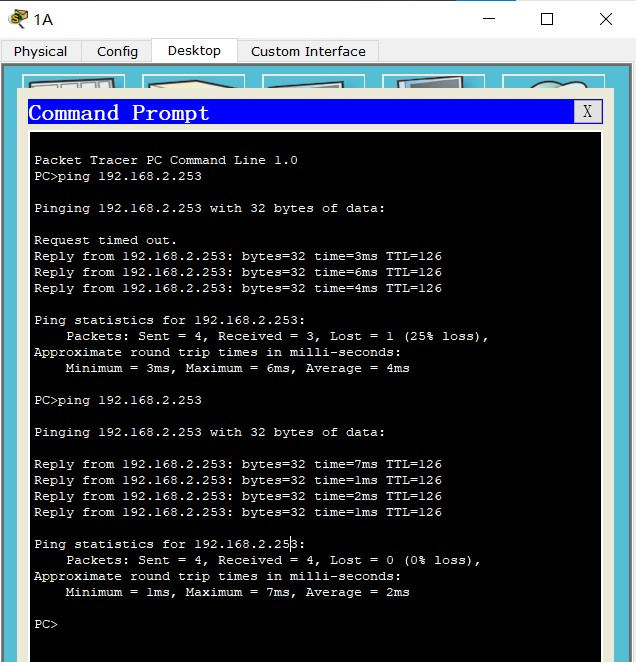 1A
Physical Config Desktop Custom Interface
Command Prompt X
Packet Tracer PC Command Line 1.0
PC>ping 192.168.2.253
Pinging 192.168.2.253 with 32 bytes of data:
Request timed out.
Reply from 192.168.2.253: bytes=32 time=3ms TTL=126
Reply from 192.168.2.253: bytes=32 time=6ms TTL=126
Reply from 192.168.2.253: bytes=32 time=4ms TTL=126
Ping statistics for 192.168.2.253:
Packets: Sent = 4, Received = 3, Lost = 1 (25% loss),
Approximate round trip times in milli-seconds:
Minimum = 3ms, Maximum = 6ms, Average = 4ms
PC>ping 192.168.2.253
Pinging 192.168.2.253 with 32 bytes of data:
Reply from 192.168.2.253: bytes=32 time=7ms TTL=126
Reply from 192.168.2.253: bytes=32 time=1ms TTL=126
Reply from 192.168.2.253: bytes=32 time=2ms TTL=126
Reply from 192.168.2.253: bytes=32 time=1ms TTL=126
Ping statistics for 192.168.2.253:
Packets: Sent = 4, Received = 4, Lost = 0 (0% loss),
Approximate round trip times in milli-seconds:
Minimum = 1ms, Maximum = 7ms, Average = 2ms
PC>